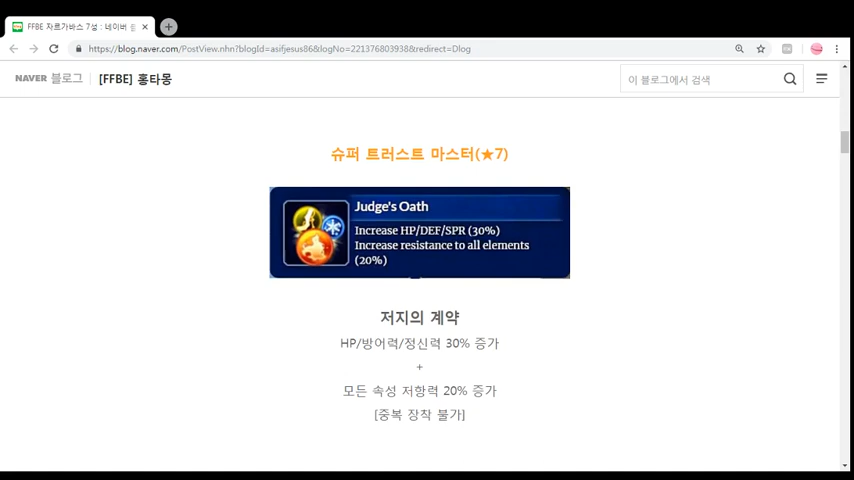 FFBE 자르가바스 7성 : 네이버 블
https://blog.naver.com/PostView.nhn?blogId=asifjesus86&logNo=221376803938&redirect=Dlog
NAVER 블로그 [FFBE] 홍타몽
이 블로그에서 검색
슈퍼 트러스트 마스터(★7)
Judge's Oath
Increase HP/DEF/SPR (30%)
Increase resistance to all elements
(20%)
저지의 계약
HP/방어력/정신력 30% 증가
+
모든 속성 저항력 20% 증가
[중복 장착 불가]